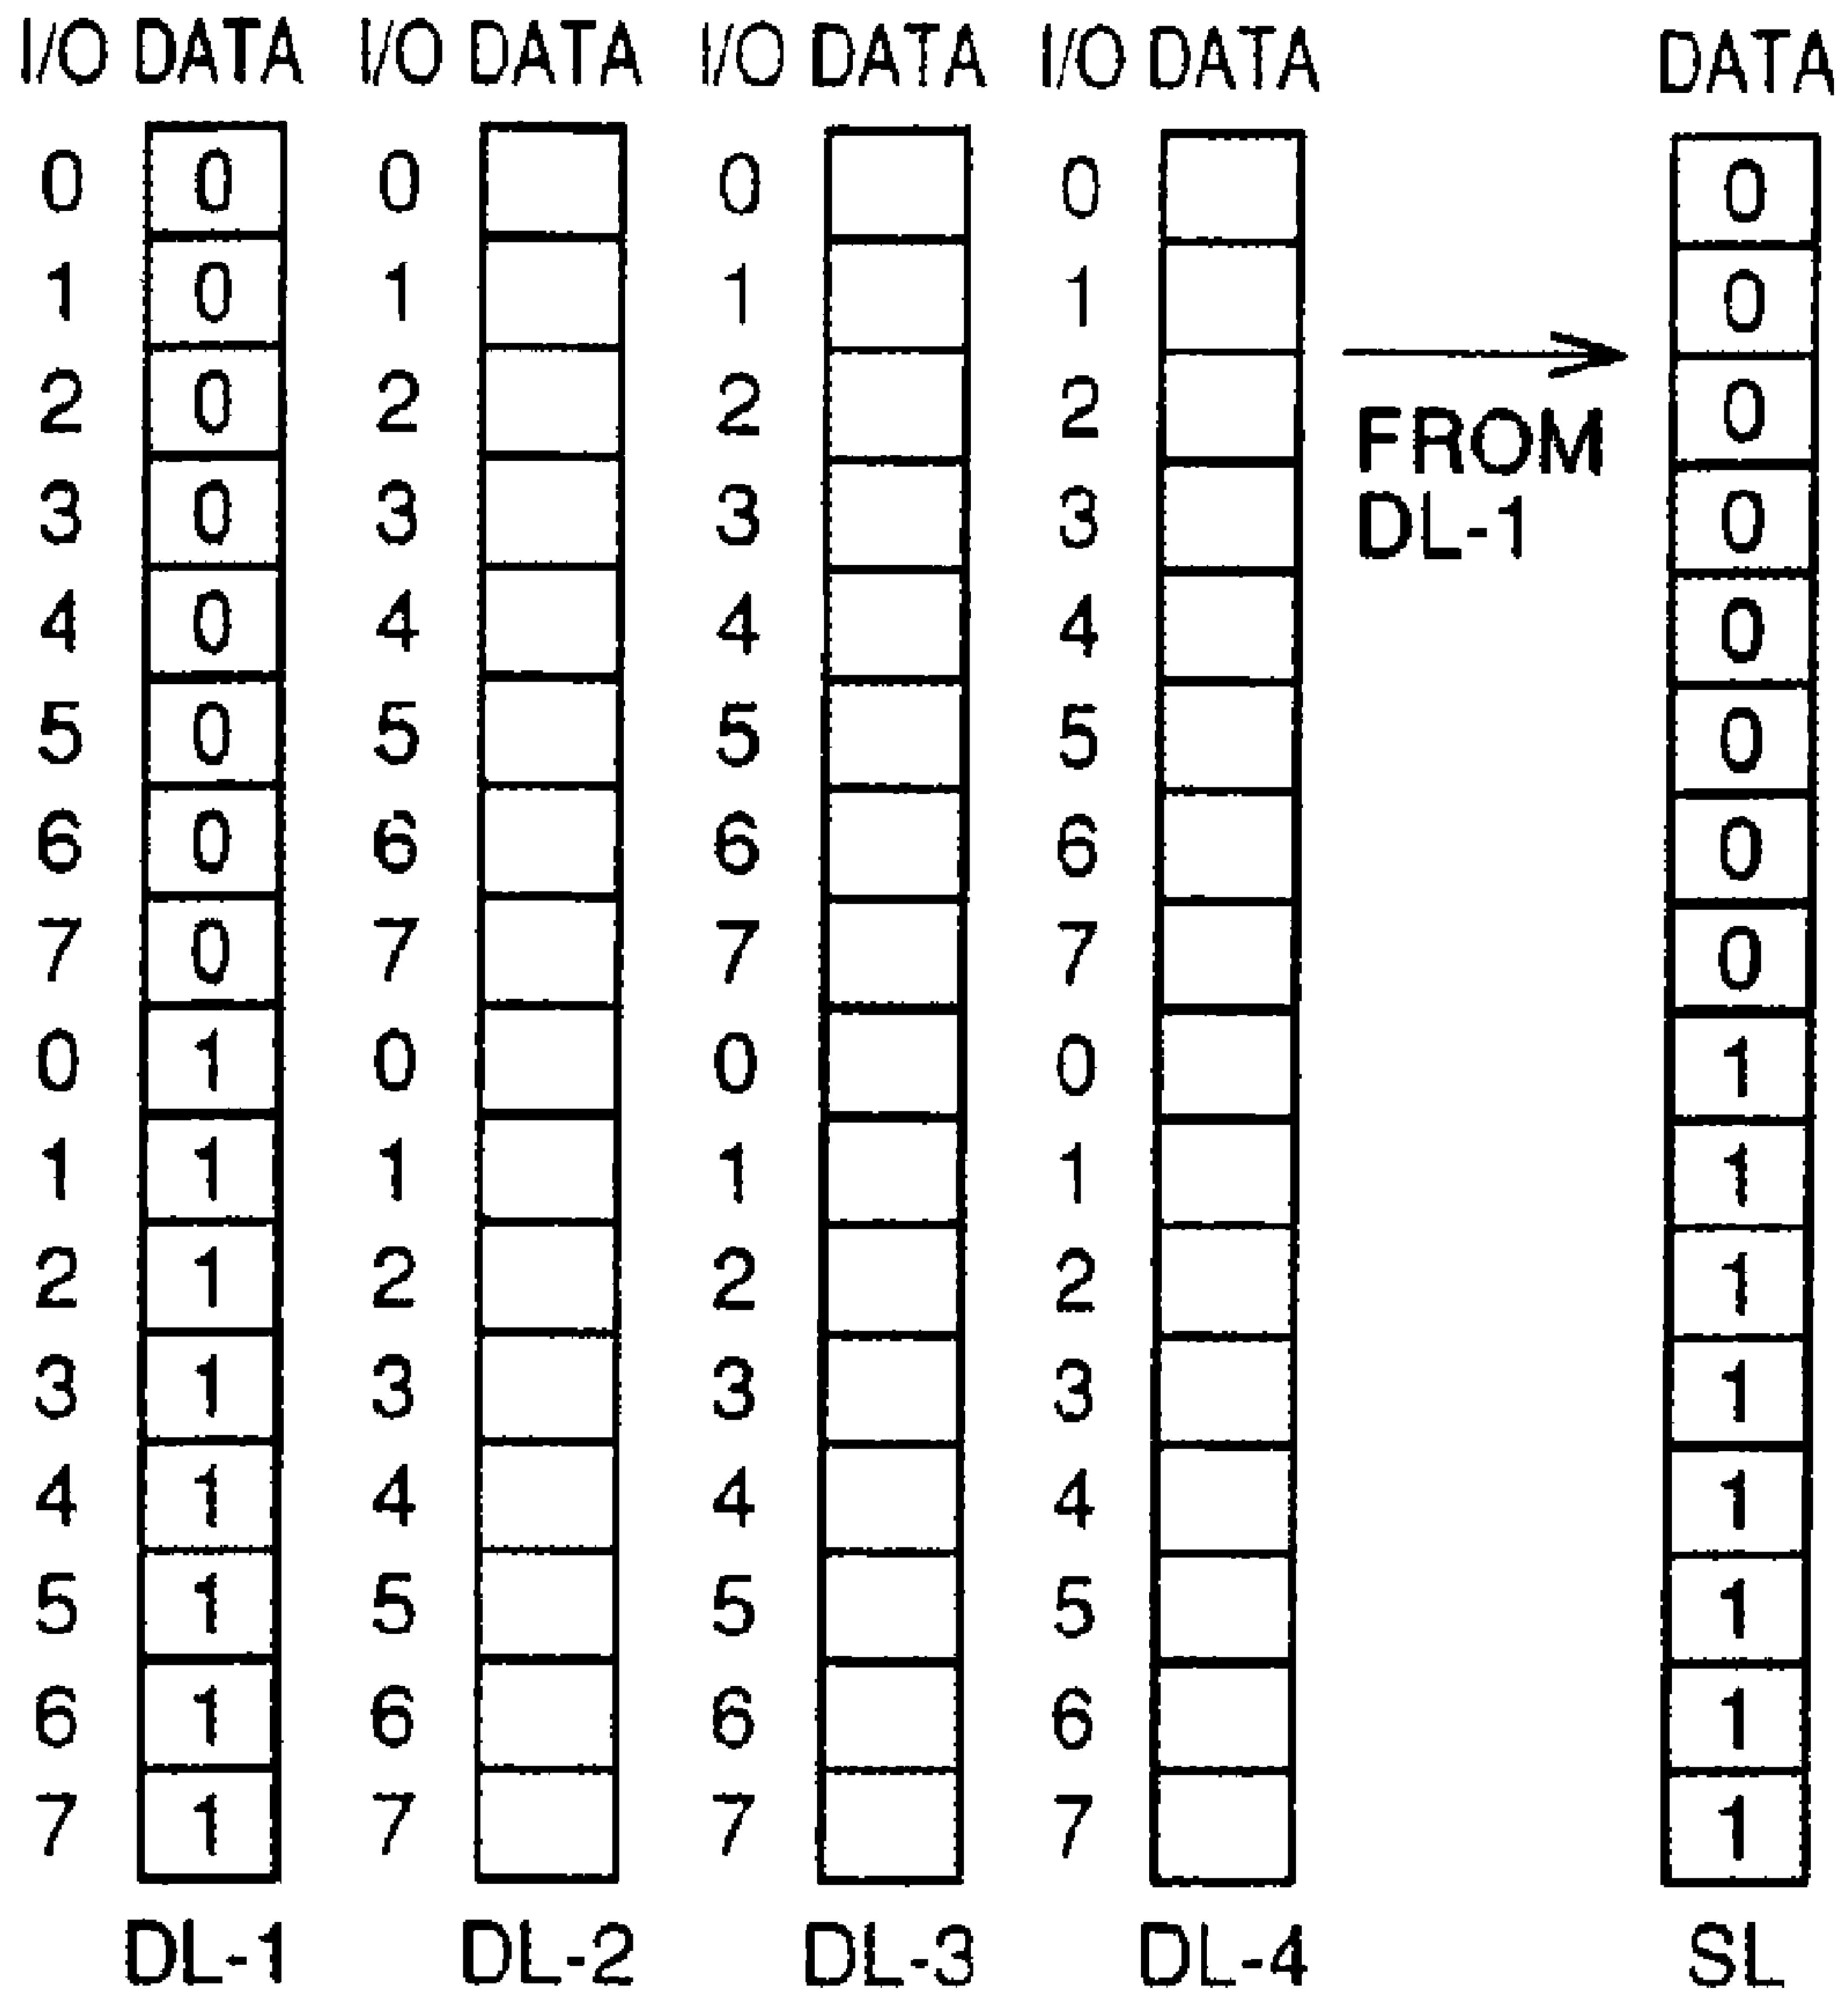 I/O DATA I/O DATA I/O DATA I/O DATA DATA
0 0 0 0 0 0
1 0 1 1 1 0
2 0 2 2 2 0
FROM
3 0 3 3 3 0
DL-1
4 0 4 4 4 0
5 0 5 5 5 0
6 0 6 6 6 0
7 0 7 7 7 0
0 1 0 0 0 1
1 1 1 1 1 1
2 1 2 2 2 1
3 1 3 3 3 1
4 1 4 4 4 1
5 1 5 5 5 1
6 1 6 6 6 1
7 1 7 7 7 1
DL-1 DL-2 DL-3 DL-4 SL